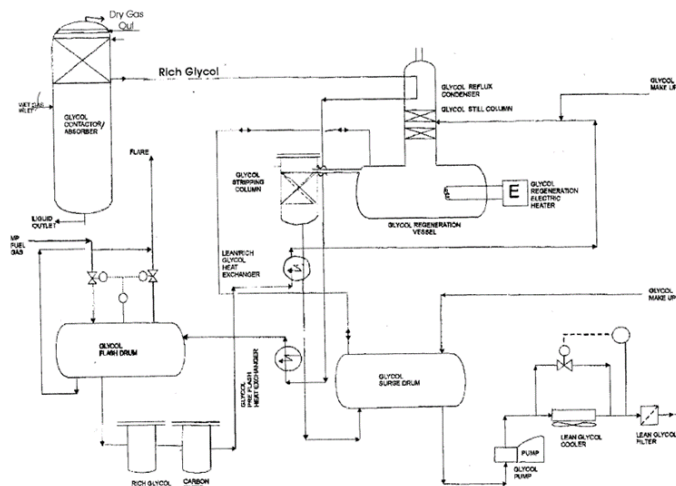 Dry Gas
Out
Rich Glycol
GLYCOL
CONTACTOR/
ABSORBER
FLARE
LIQUID
OUTLET
MP FUEL
GAS
GLYCOL
FLASH DRUM
RICH GLYCOL
CARBON
GLYCOL
PRE FLASH
HEAT EXCHANGER
LEAN/RICH
GLYCOL
HEAT
EXCHANGER
GLYCOL
STRIPPING
COLUMN
GLYCOL REFLUX
CONDENSER
GLYCOL STILL COLUMN
GLYCOL
MAKE UP
E
GLYCOL
REGENERATION
ELECTRIC
HEATER
GLYCOL REGENERATION
VESSEL
GLYCOL
MAKE UP
GLYCOL
SURGE DRUM
PUMP
GLYCOL
PUMP
LEAN GLYCOL
COOLER
LEAN GLYCOL
FILTER